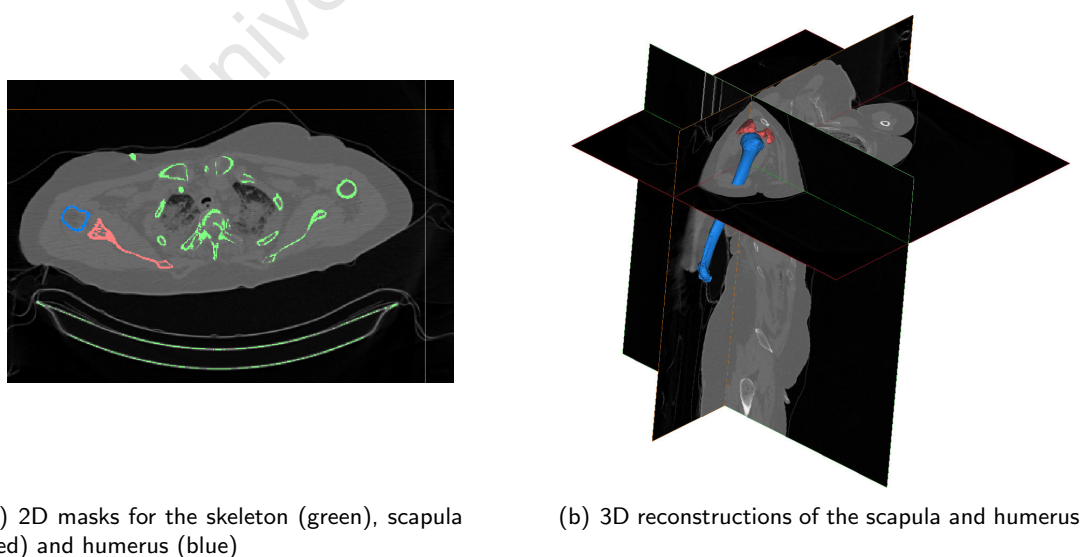 ) 2D masks for the skeleton (green), scapula
ed) and humerus (blue)
(b) 3D reconstructions of the scapula and humerus